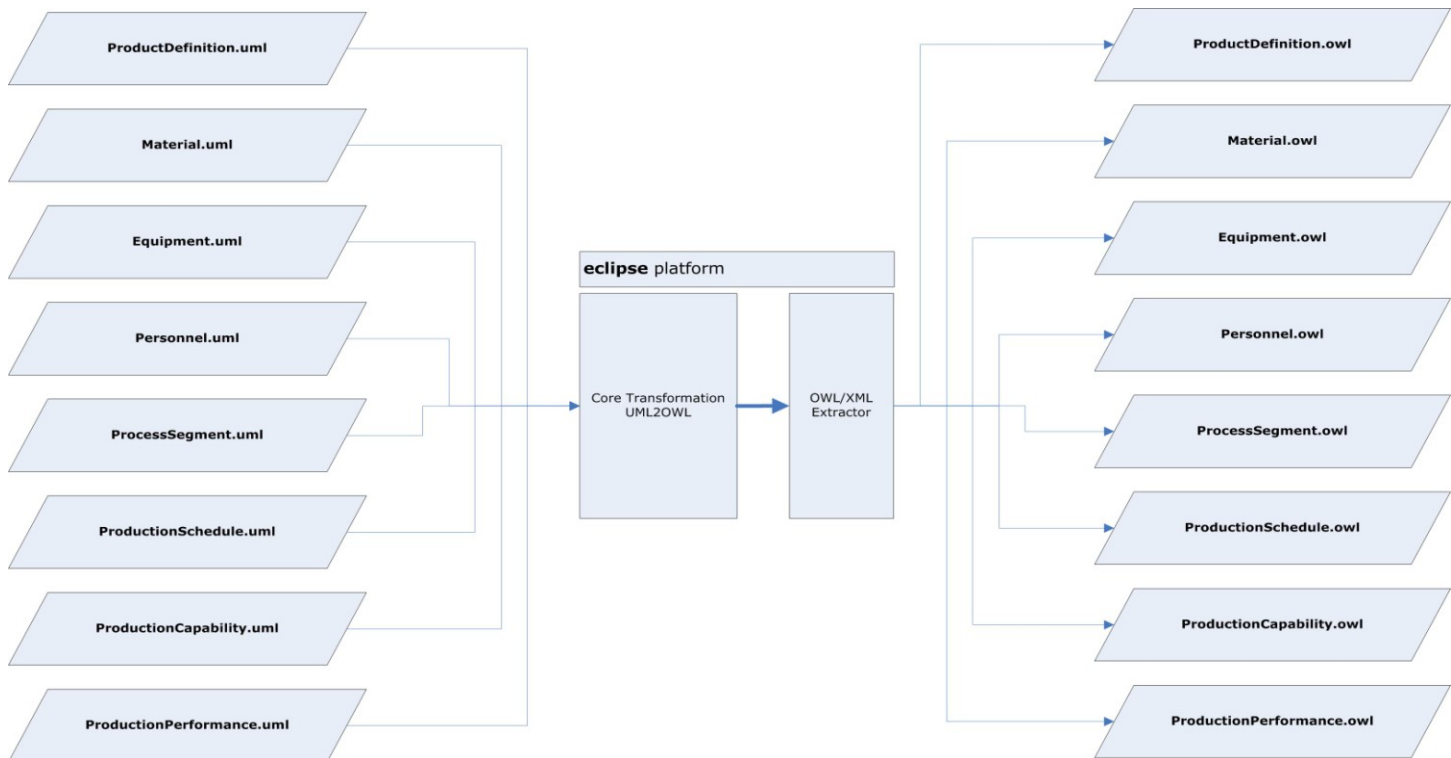 ProductDefinition.uml
Material.uml
Equipment.uml
Personnel.uml
ProcessSegment.uml
ProductionSchedule.uml
ProductionCapability.uml
ProductionPerformance.uml
eclipse platform
Core Transformation
UML2OWL
OWL/XML
Extractor
ProductDefinition.owl
Material.owl
Equipment.owl
Personnel.owl
ProcessSegment.owl
ProductionSchedule.owl
ProductionCapability.owl
ProductionPerformance.owl